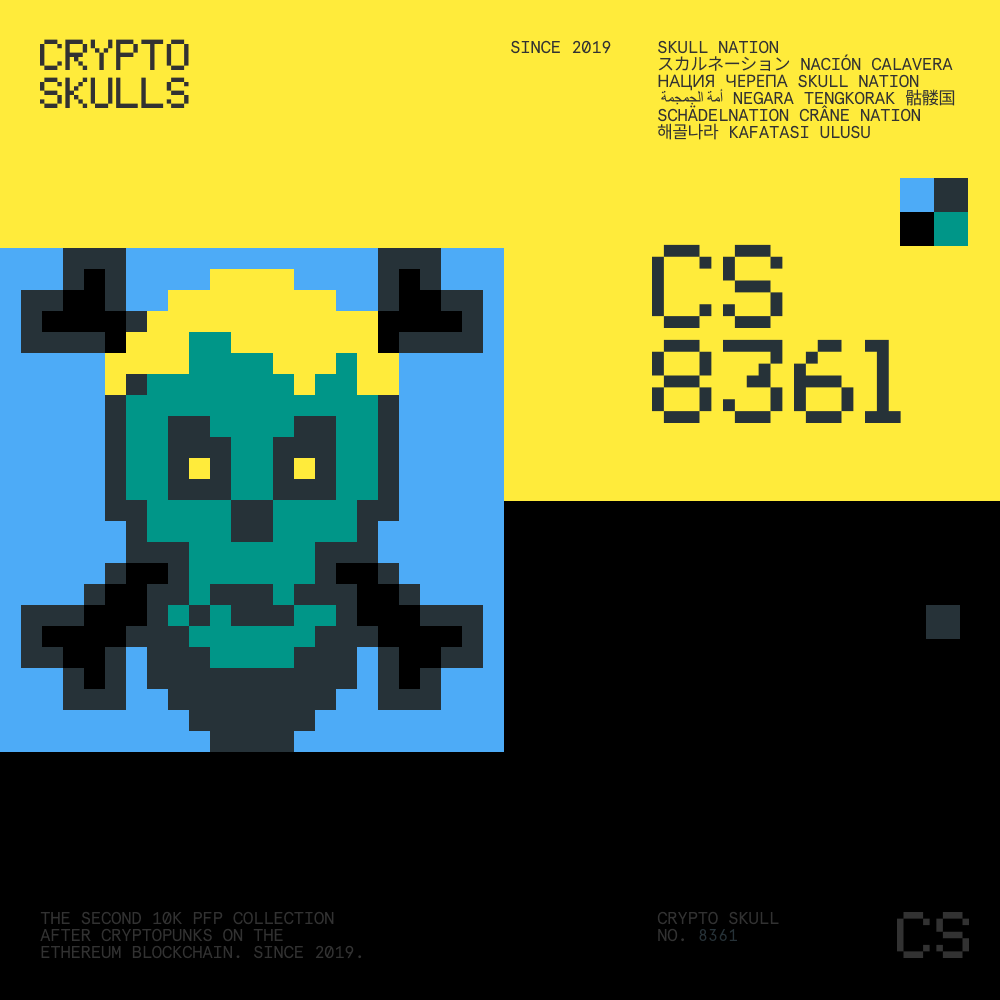 CRYPTO
SKULLS
SINCE 2019
SKULL NATION
スカルネーション NACIÓN CALAVERA
НАЦИЯ ЧЕРЕПА SKULL NATION
أمة الجمجمة NEGARA TENGKORAK 骷髅国
SCHÄDELNATION CRÂNE NATION
해골나라 KAFATASI ULUSU
CS
8361
THE SECOND 10K PFP COLLECTION
AFTER CRYPTOPUNKS ON THE
ETHEREUM BLOCKCHAIN. SINCE 2019.
CRYPTO SKULL
NO. 8361
CS